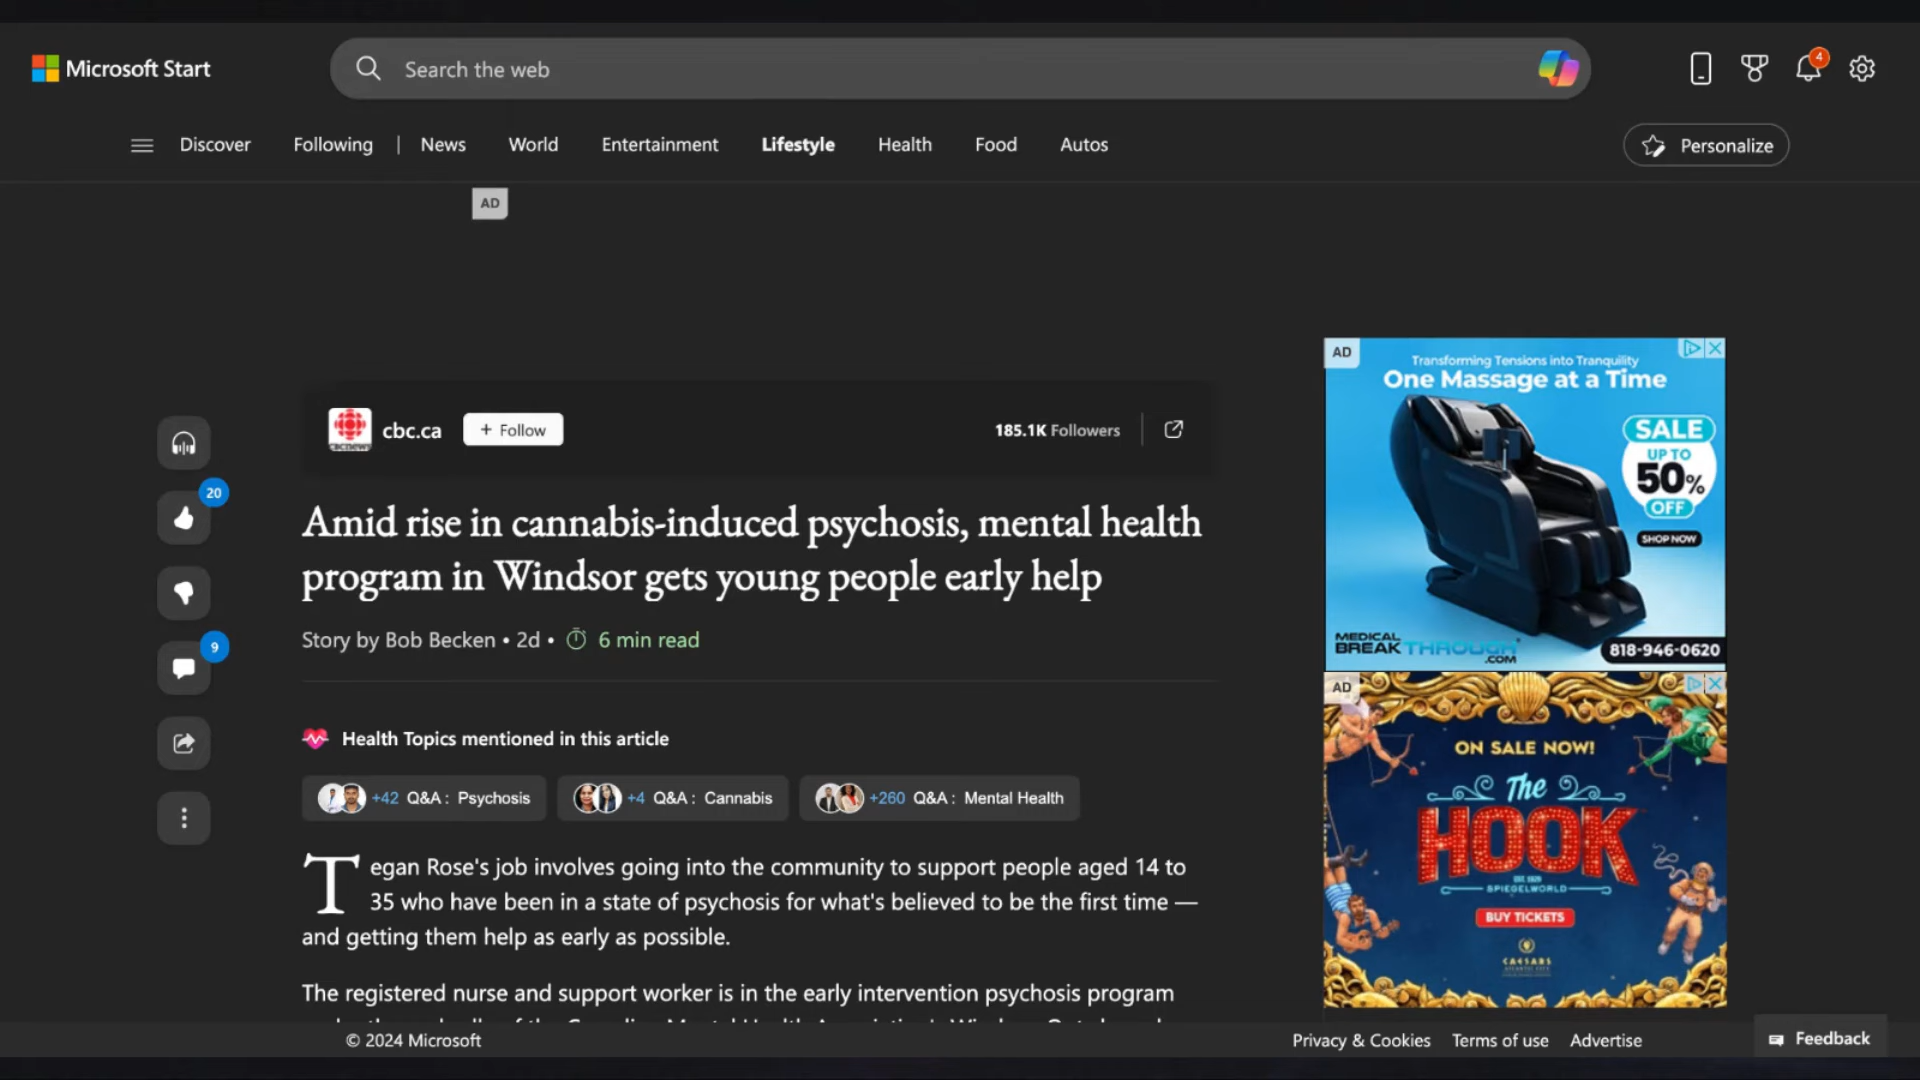 Microsoft Start
Search the web
4
Discover
Following
News
World
Entertainment
Lifestyle
Health
Food
Autos
Personalize
AD
cbc.ca
+ Follow
185.1K Followers
20
9
Amid rise in cannabis-induced psychosis, mental health
program in Windsor gets young people early help
Story by Bob Becken • 2d • 6 min read
Health Topics mentioned in this article
+42 Q&A : Psychosis
+4 Q&A : Cannabis
+260 Q&A : Mental Health
Tegan Rose's job involves going into the community to support people aged 14 to
35 who have been in a state of psychosis for what's believed to be the first time —
and getting them help as early as possible.
The registered nurse and support worker is in the early intervention psychosis program
AD
Transforming Tensions into Tranquility
One Massage at a Time
SALE
UP TO
50%
OFF
SHOP NOW
MEDICAL
BREAKTHROUGH
.COM
818-946-0620
AD
ON SALE NOW!
The
HOOK
SPIEGELWORLD
BUY TICKETS
CAESARS
© 2024 Microsoft
Privacy & Cookies
Terms of use
Advertise
Feedback